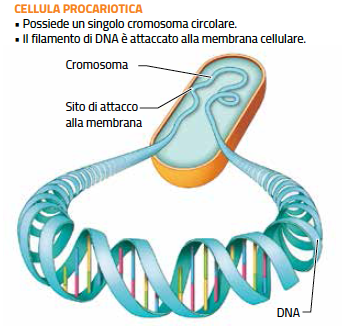 CELLULA PROCARIOTICA
▪ Possiede un singolo cromosoma circolare.
▪ Il filamento di DNA è attaccato alla membrana cellulare.
Cromosoma
Sito di attacco
alla membrana
DNA